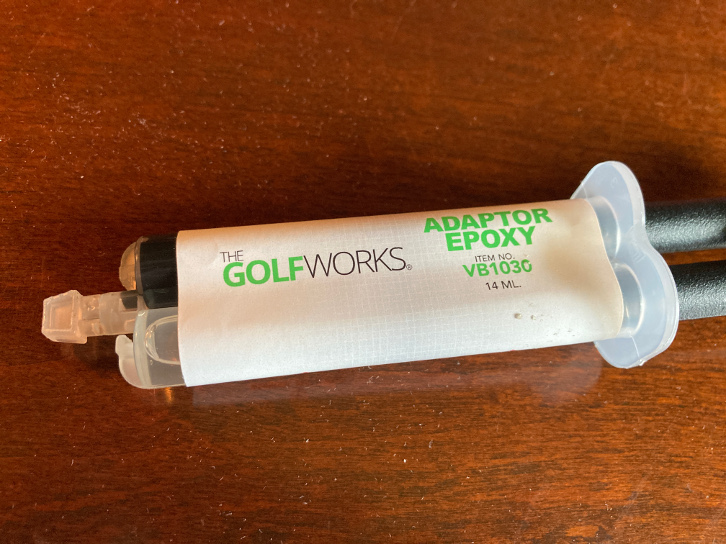 THE
GOLFWORKS®
ADAPTOR
EPOXY
ITEM NO.
VB1030
14 ML.